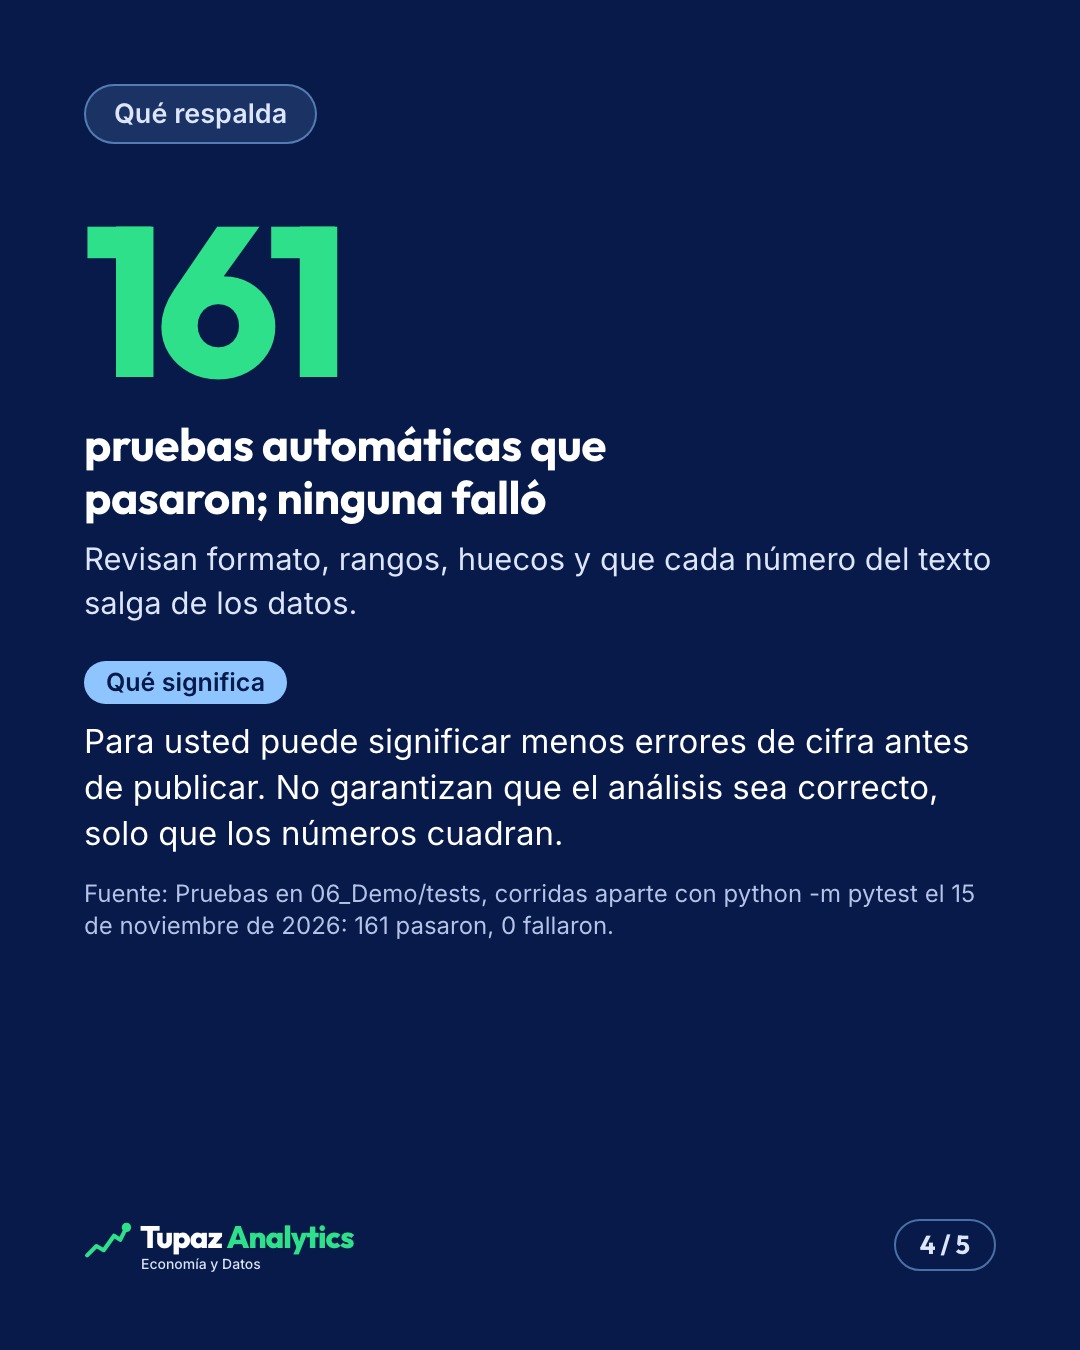 Qué respalda
161
pruebas automáticas que
pasaron; ninguna falló
Revisan formato, rangos, huecos y que cada número del texto
salga de los datos.
Qué significa
Para usted puede significar menos errores de cifra antes
de publicar. No garantizan que el análisis sea correcto,
solo que los números cuadran.
Fuente: Pruebas en 06_Demo/tests, corridas aparte con python -m pytest el 15
de noviembre de 2026: 161 pasaron, 0 fallaron.
Tupaz Analytics
Economía y Datos
4 / 5